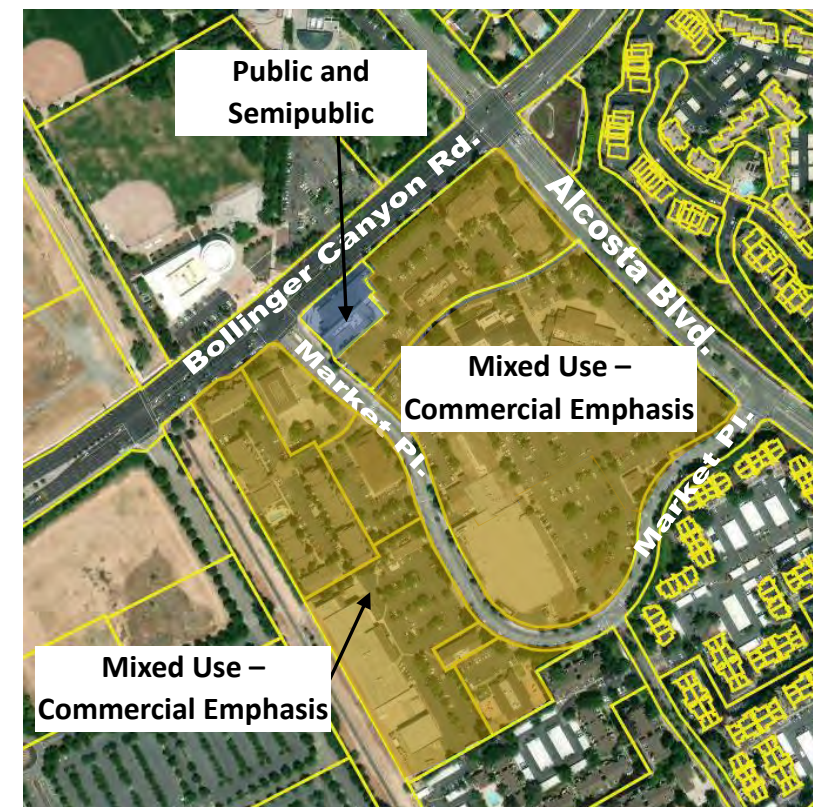 Public and
Semipublic
Bollinger Canyon Rd.
Alcosta Blvd.
Mixed Use –
Commercial Emphasis
Market Pl.
Market Pl.
Mixed Use –
Commercial Emphasis